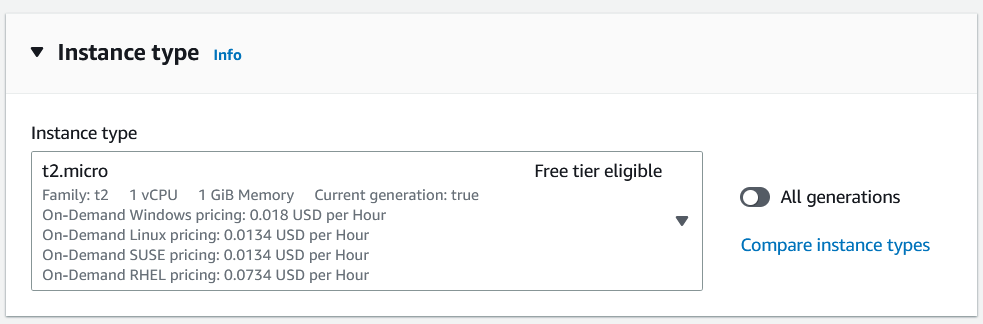 Instance type Info
Instance type
t2.micro Free tier eligible
Family: t2 1 vCPU 1 GiB Memory Current generation: true
On-Demand Windows pricing: 0.018 USD per Hour
On-Demand Linux pricing: 0.0134 USD per Hour
On-Demand SUSE pricing: 0.0134 USD per Hour
On-Demand RHEL pricing: 0.0734 USD per Hour
All generations
Compare instance types